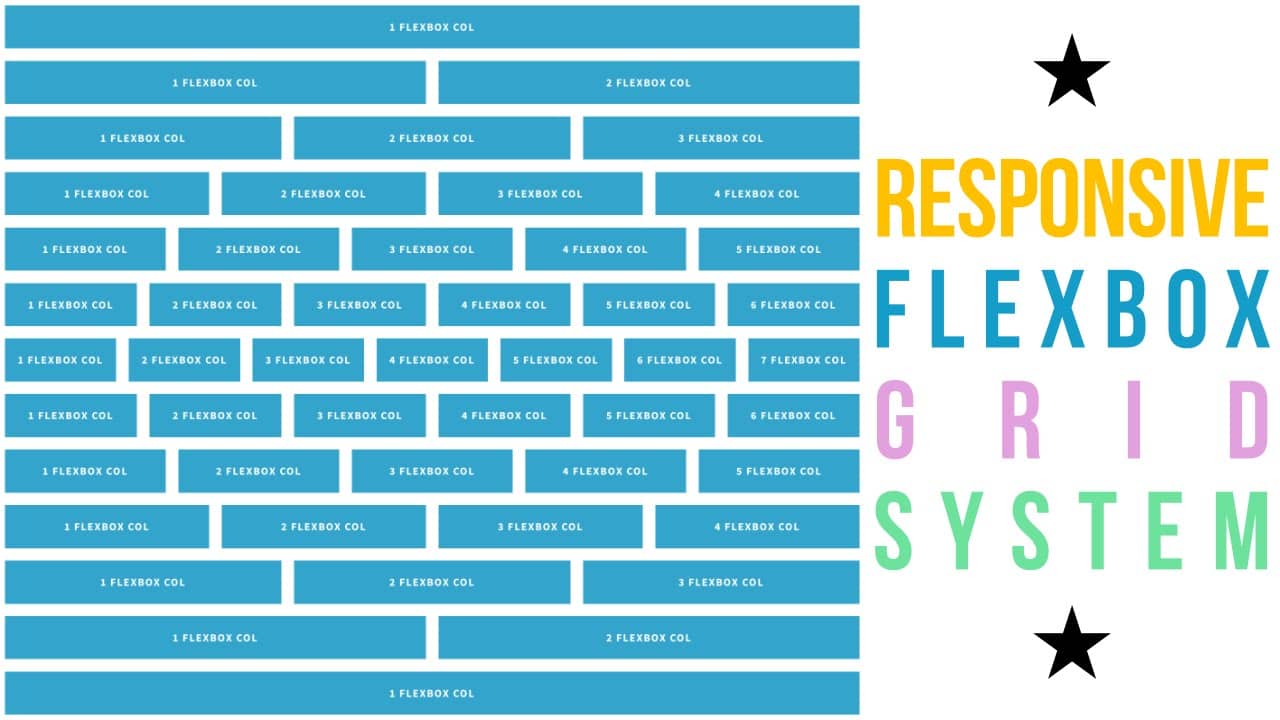 1 FLEXBOX COL
1 FLEXBOX COL 2 FLEXBOX COL
1 FLEXBOX COL 2 FLEXBOX COL 3 FLEXBOX COL
1 FLEXBOX COL 2 FLEXBOX COL 3 FLEXBOX COL 4 FLEXBOX COL
1 FLEXBOX COL 2 FLEXBOX COL 3 FLEXBOX COL 4 FLEXBOX COL 5 FLEXBOX COL
1 FLEXBOX COL 2 FLEXBOX COL 3 FLEXBOX COL 4 FLEXBOX COL 5 FLEXBOX COL 6 FLEXBOX COL
1 FLEXBOX COL 2 FLEXBOX COL 3 FLEXBOX COL 4 FLEXBOX COL 5 FLEXBOX COL 6 FLEXBOX COL 7 FLEXBOX COL
1 FLEXBOX COL 2 FLEXBOX COL 3 FLEXBOX COL 4 FLEXBOX COL 5 FLEXBOX COL 6 FLEXBOX COL
1 FLEXBOX COL 2 FLEXBOX COL 3 FLEXBOX COL 4 FLEXBOX COL 5 FLEXBOX COL
1 FLEXBOX COL 2 FLEXBOX COL 3 FLEXBOX COL 4 FLEXBOX COL
1 FLEXBOX COL 2 FLEXBOX COL 3 FLEXBOX COL
1 FLEXBOX COL 2 FLEXBOX COL
1 FLEXBOX COL
RESPONSIVE
FLEXBOX
GRID
SYSTEM